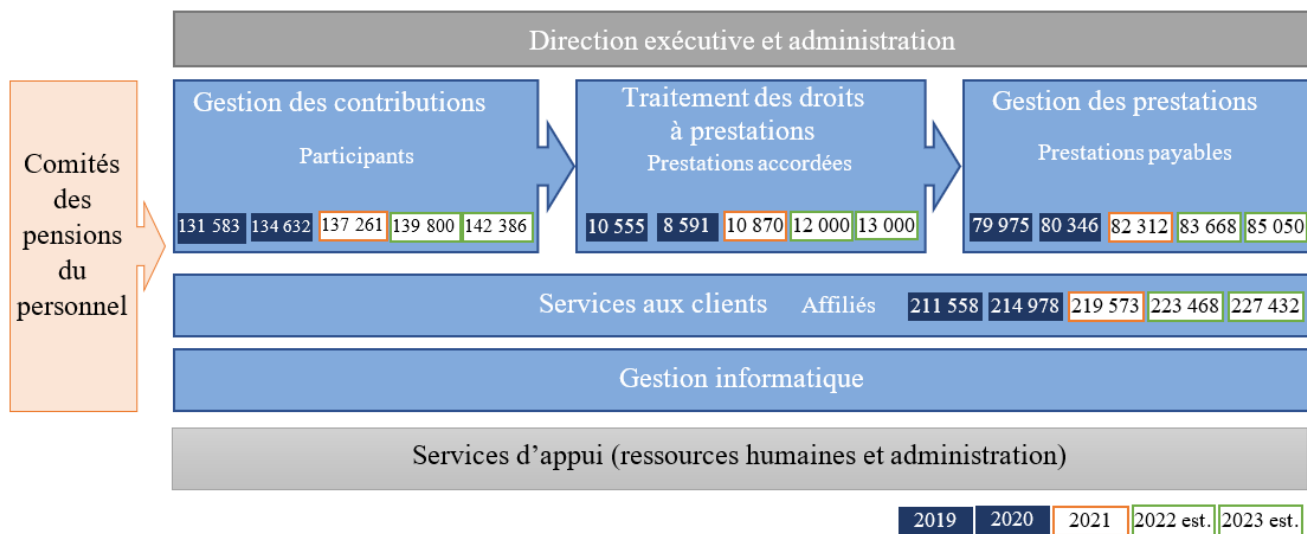 Direction exécutive et administration
Comités
des
pensions
du
personnel
Gestion des contributions
Participants
131 583 134 632 137 261 139 800 142 386
Traitement des droits
à prestations
Prestations accordées
10 555 8 591 10 870 12 000 13 000
Gestion des prestations
Prestations payables
79 975 80 346 82 312 83 668 85 050
Services aux clients Affiliés 211 558 214 978 219 573 223 468 227 432
Gestion informatique
Services d’appui (ressources humaines et administration)
2019 2020 2021 2022 est. 2023 est.